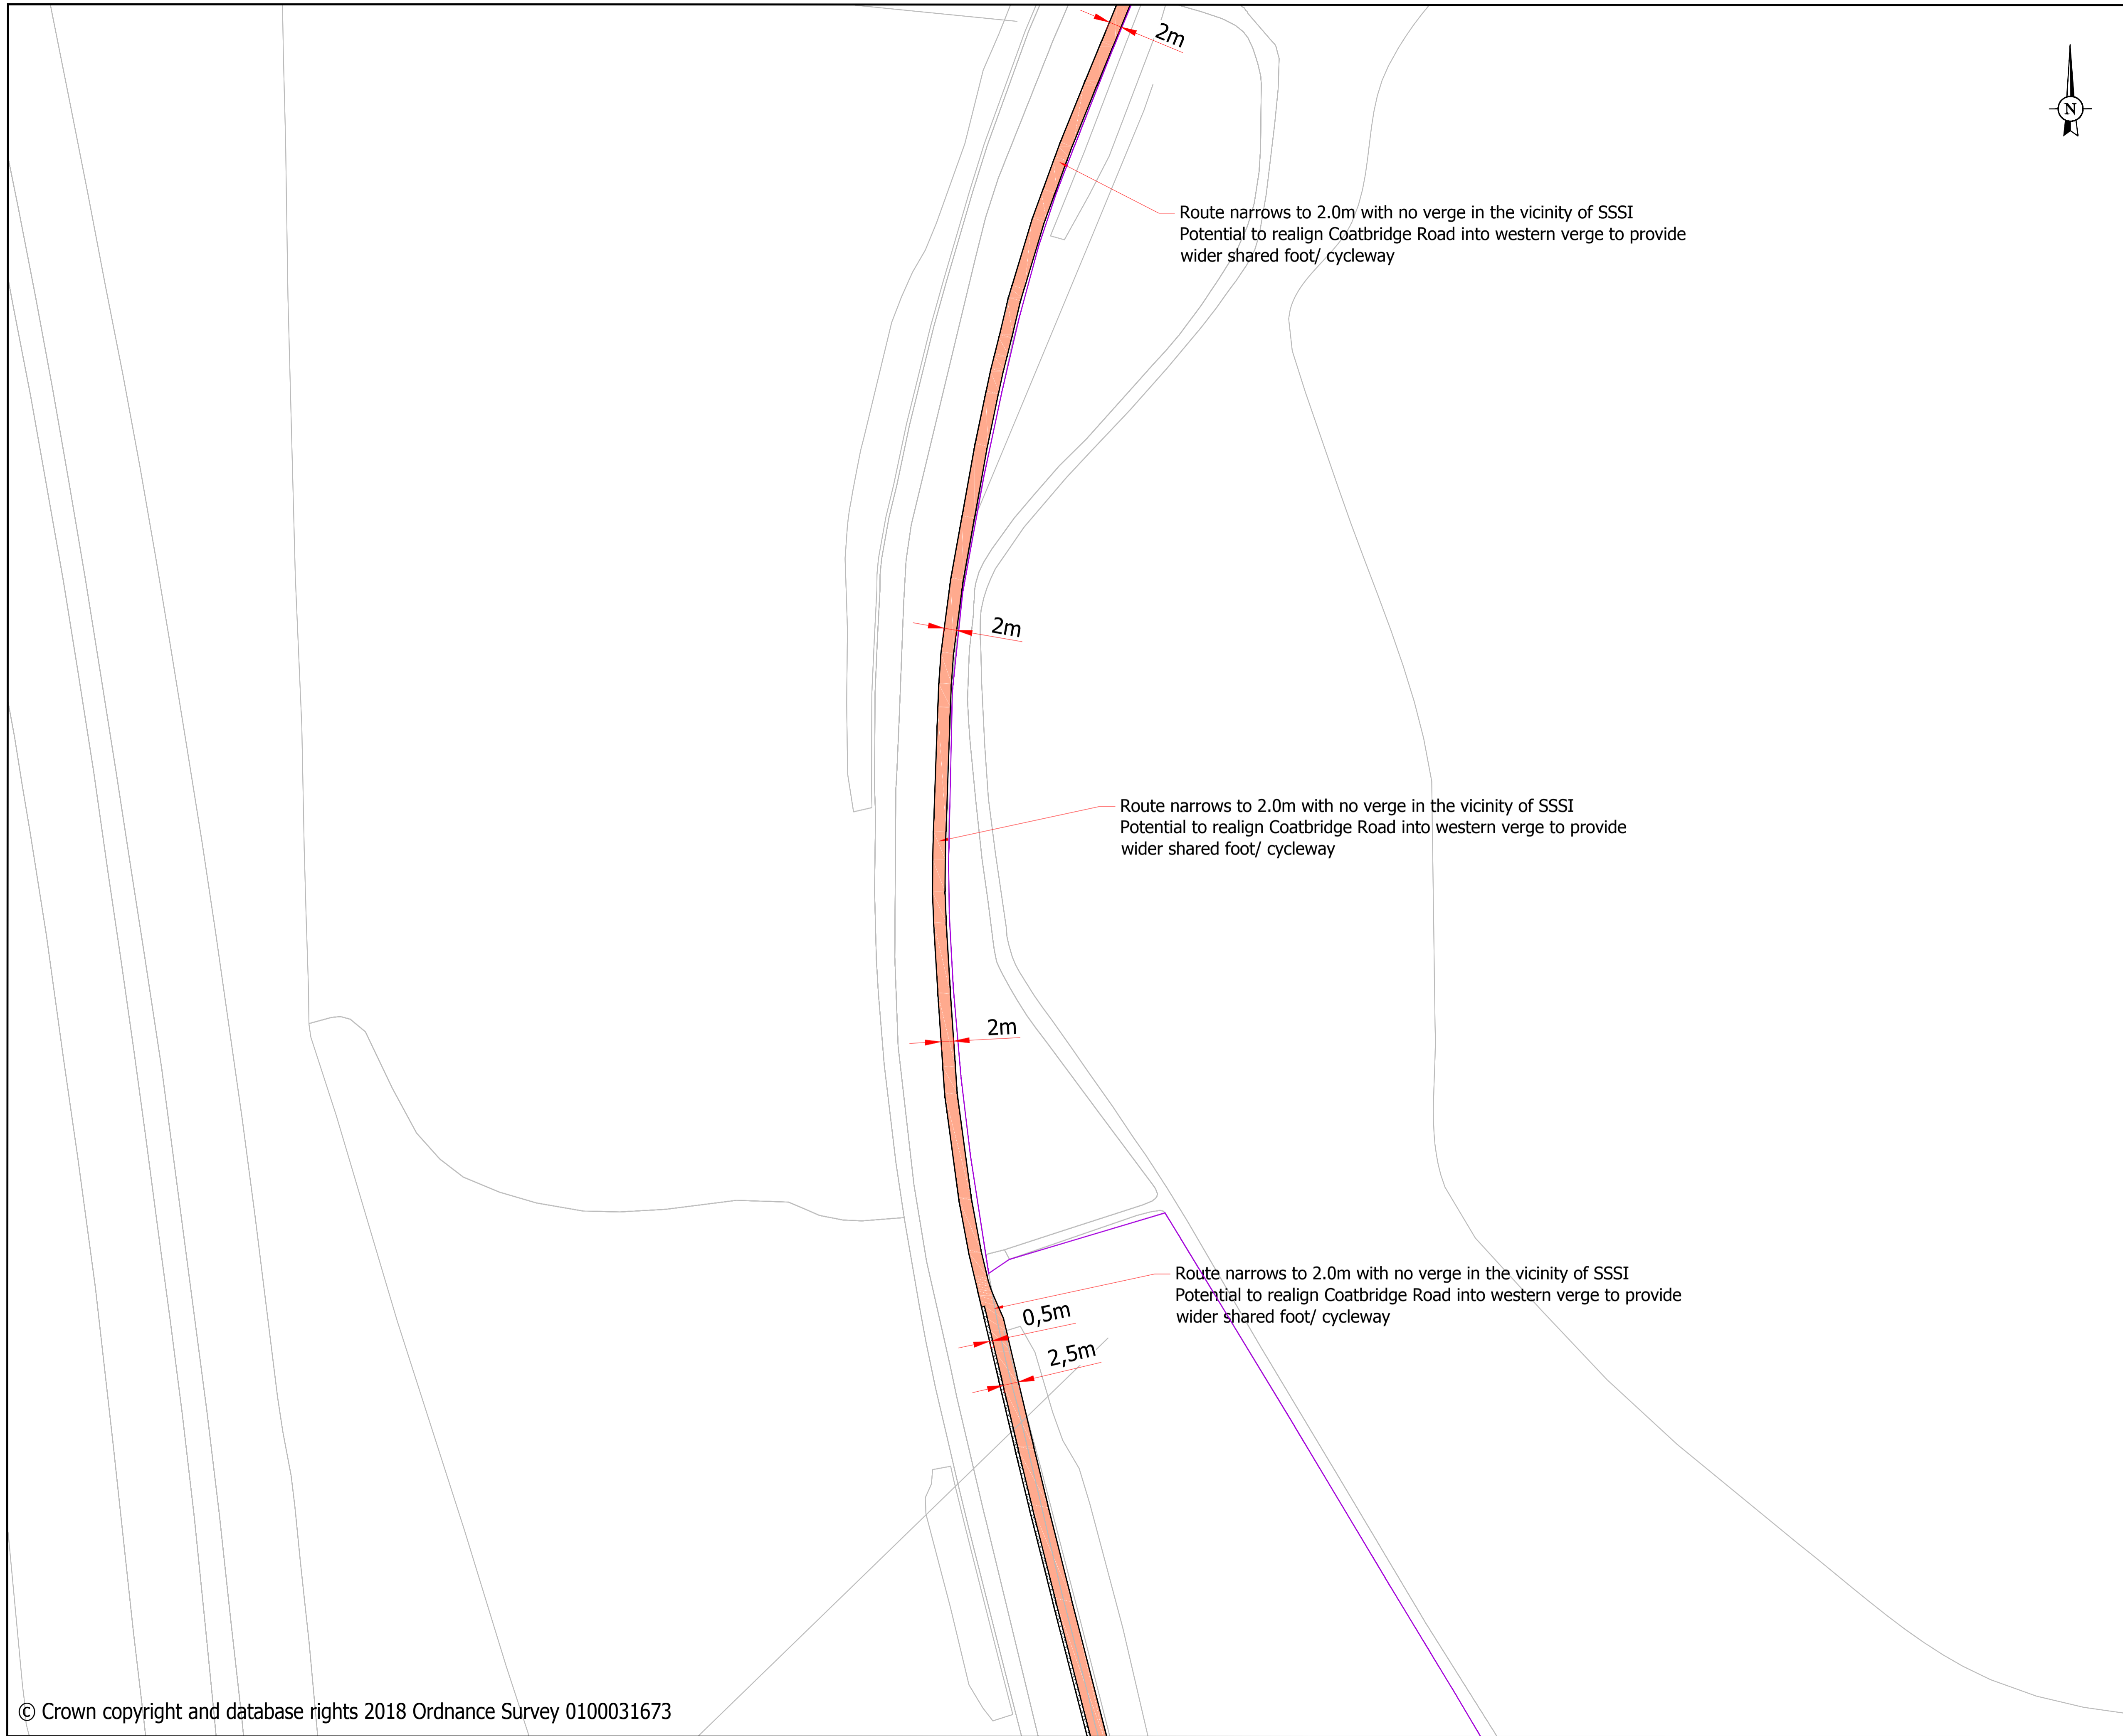 2m
N
Route narrows to 2.0m with no verge in the vicinity of SSSI
Potential to realign Coatbridge Road into western verge to provide
wider shared foot/ cycleway
2m
Route narrows to 2.0m with no verge in the vicinity of SSSI
Potential to realign Coatbridge Road into western verge to provide
wider shared foot/ cycleway
2m
Route narrows to 2.0m with no verge in the vicinity of SSSI
Potential to realign Coatbridge Road into western verge to provide
wider shared foot/ cycleway
0,5m
2,5m
© Crown copyright and database rights 2018 Ordnance Survey 0100031673